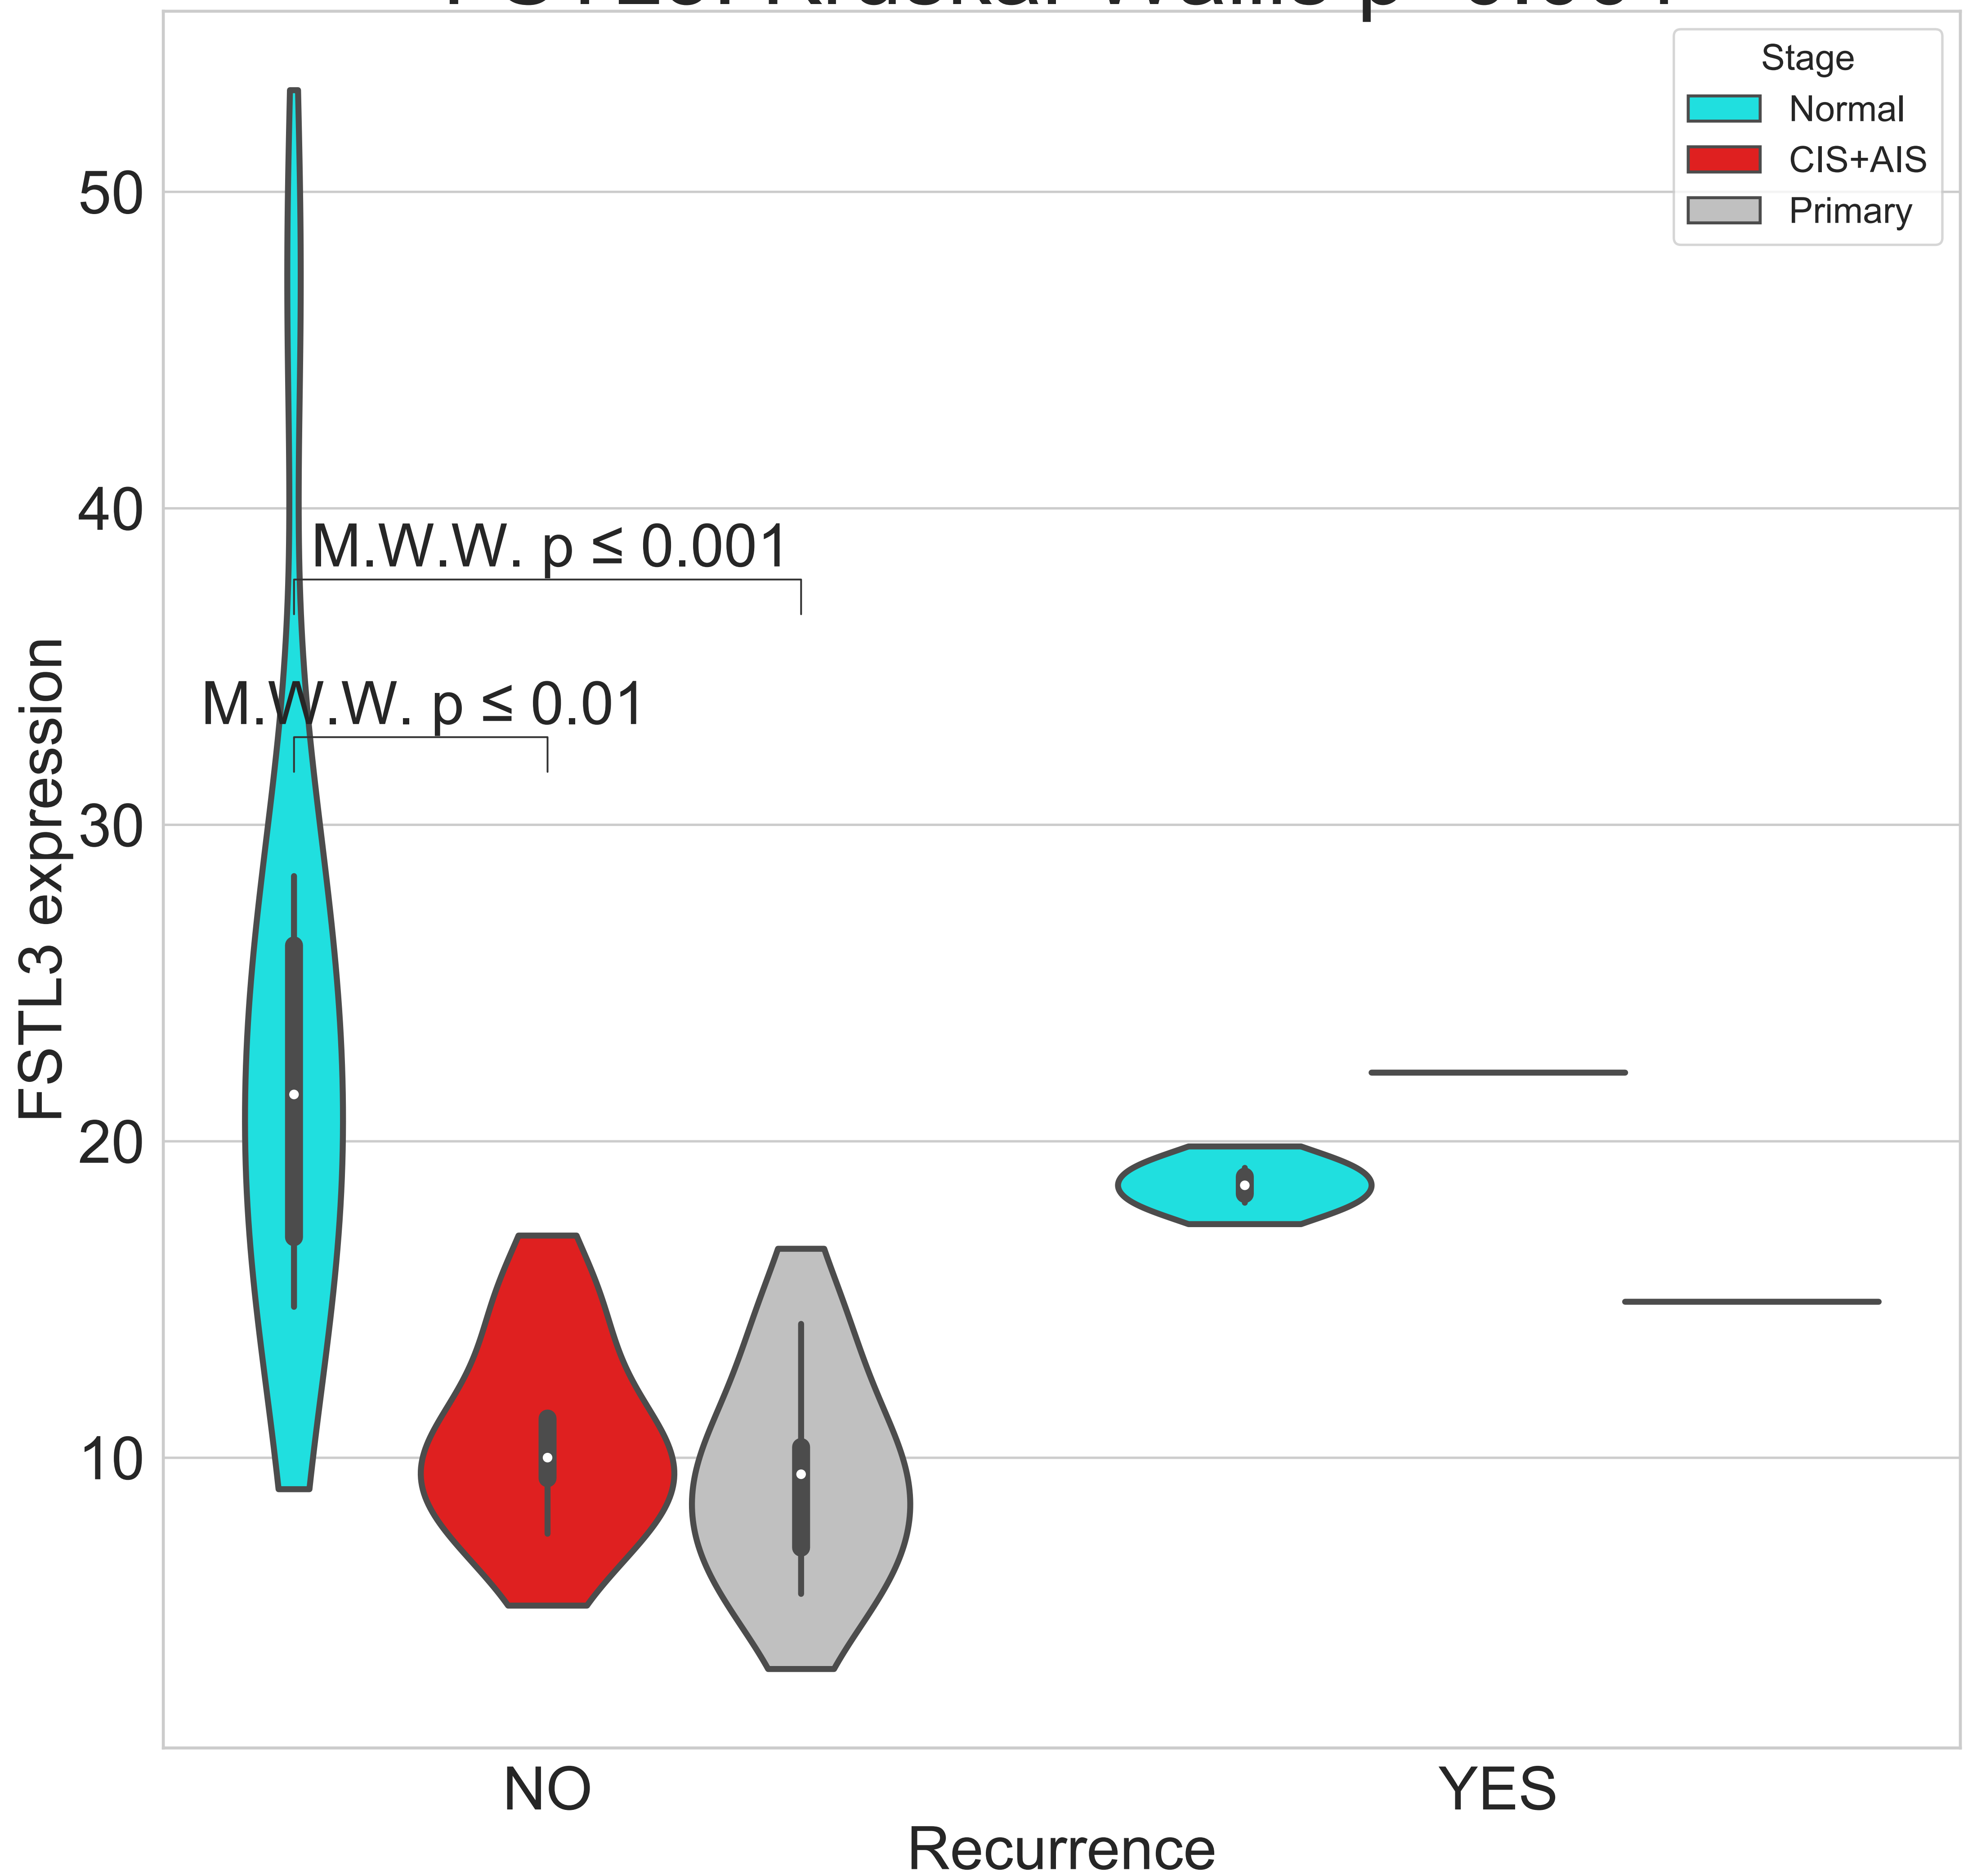 Stage
Normal
CIS+AIS
Primary
50
40
30
20
10
M.W.W. p ≤ 0.001
M.W.W. p ≤ 0.01
FSTL3 expression
NO
YES
Recurrence